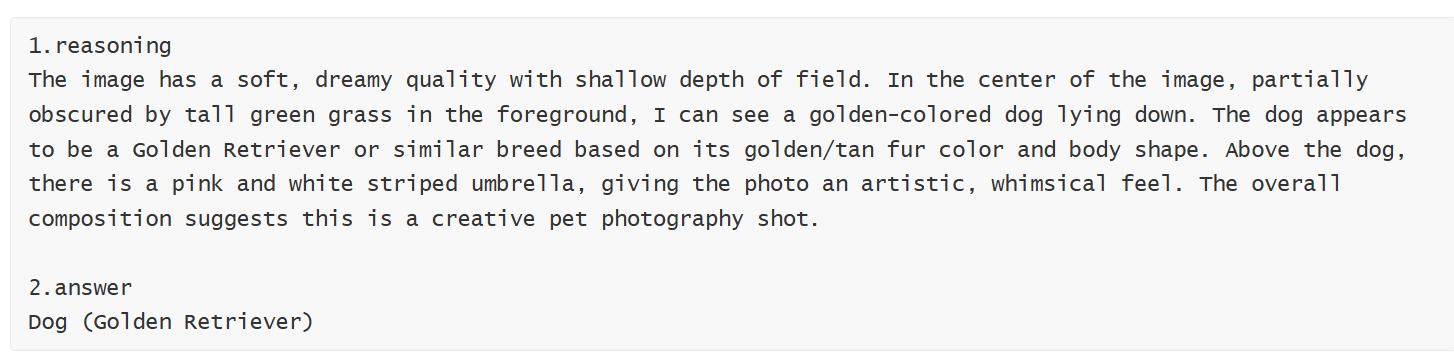 1.reasoning
The image has a soft, dreamy quality with shallow depth of field. In the center of the image, partially
obscured by tall green grass in the foreground, I can see a golden-colored dog lying down. The dog appears
to be a Golden Retriever or similar breed based on its golden/tan fur color and body shape. Above the dog,
there is a pink and white striped umbrella, giving the photo an artistic, whimsical feel. The overall
composition suggests this is a creative pet photography shot.
2.answer
Dog (Golden Retriever)